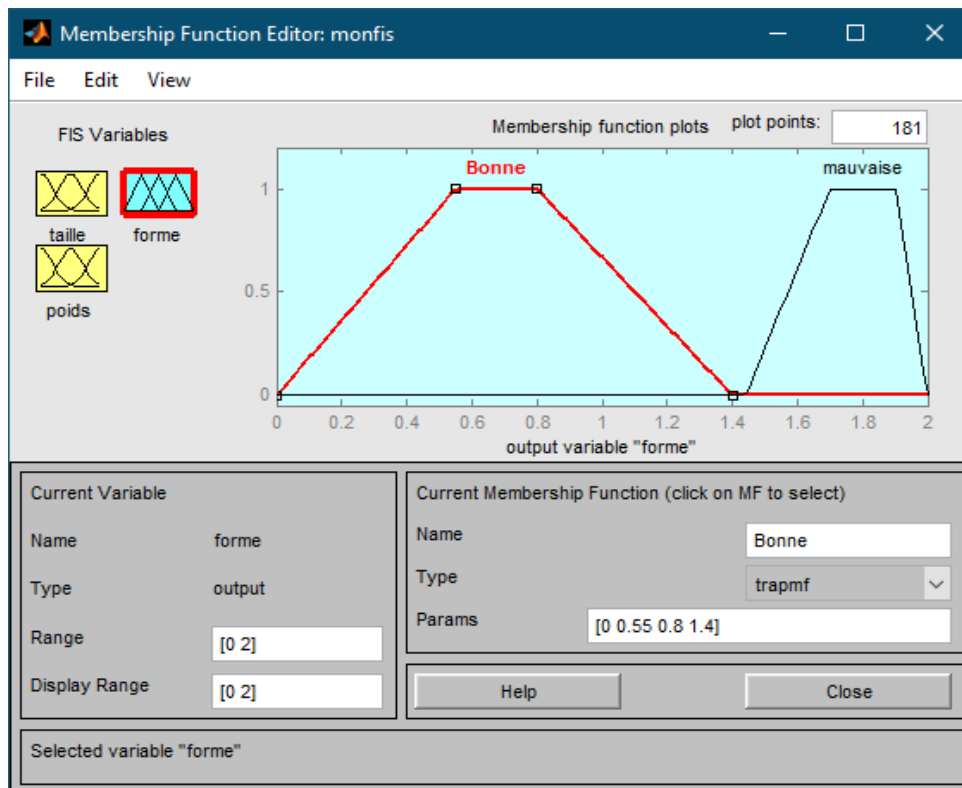 Membership Function Editor: monfis
File Edit View
FIS Variables
taille forme
poids
Membership function plots plot points: 181
Bonne mauvaise
1
0.5
0
0 0.2 0.4 0.6 0.8 1 1.2 1.4 1.6 1.8 2
output variable "forme"
Current Variable
Name forme
Type output
Range [0 2]
Display Range [0 2]
Current Membership Function (click on MF to select)
Name Bonne
Type trapmf
Params [0 0.55 0.8 1.4]
Help Close
Selected variable "forme"